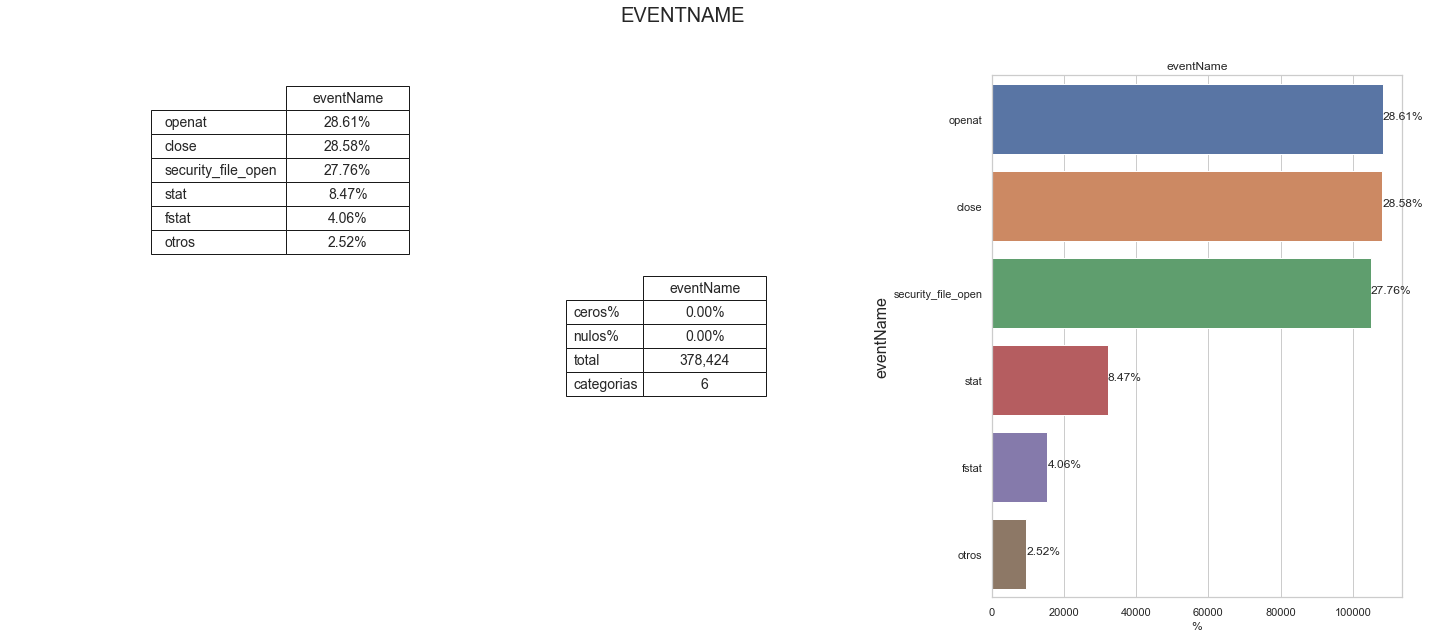 EVENTNAME
eventName
openat 28.61%
close 28.58%
security_file_open 27.76%
stat 8.47%
fstat 4.06%
otros 2.52%
eventName
ceros% 0.00%
nulos% 0.00%
total 378,424
categorias 6
eventName
eventName
openat 28.61%
close 28.58%
security_file_open 27.76%
stat 8.47%
fstat 4.06%
otros 2.52%
0 20000 40000 60000 80000 100000
%